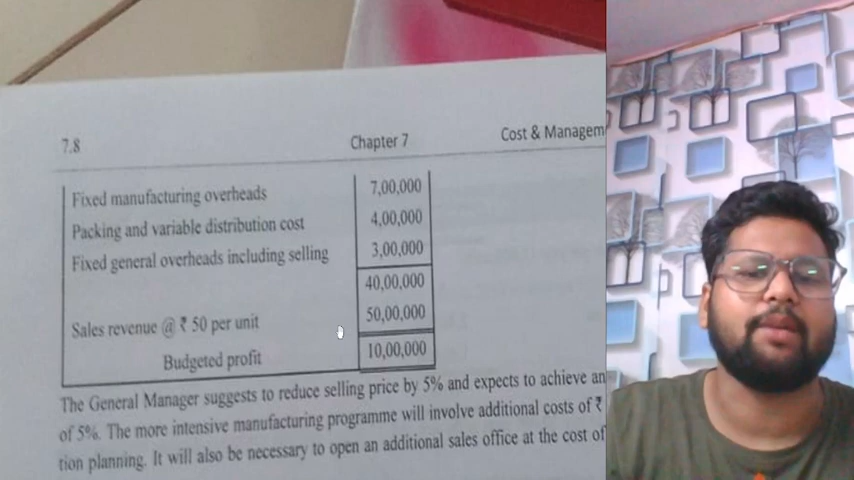 7.8 Chapter 7 Cost & Managem
Fixed manufacturing overheads 7,00,000
Packing and variable distribution cost 4,00,000
Fixed general overheads including selling 3,00,000
40,00,000
Sales revenue @ ₹ 50 per unit 50,00,000
Budgeted profit 10,00,000
The General Manager suggests to reduce selling price by 5% and expects to achieve an
of 5%. The more intensive manufacturing programme will involve additional costs of ₹
tion planning. It will also be necessary to open an additional sales office at the cost of